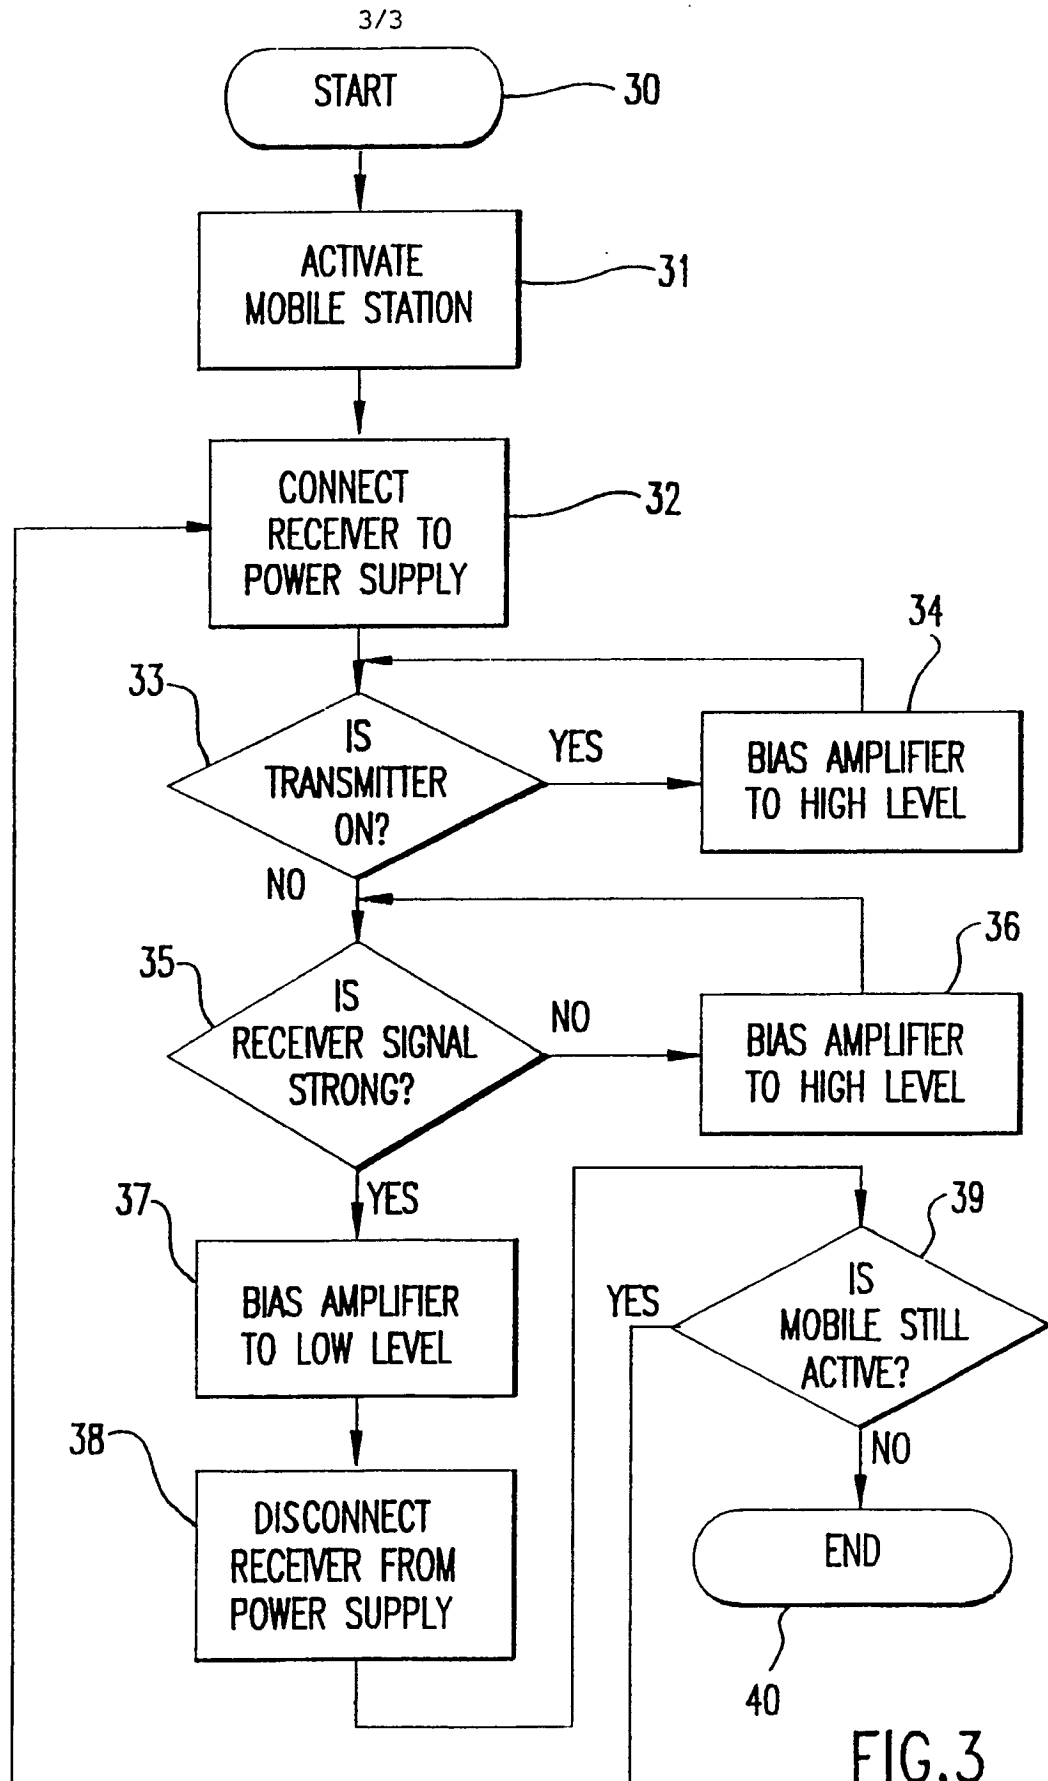 3/3
START
30
ACTIVATE
MOBILE STATION
31
CONNECT
RECEIVER TO
POWER SUPPLY
32
33
IS
TRANSMITTER
ON?
YES
NO
34
BIAS AMPLIFIER
TO HIGH LEVEL
35
IS
RECEIVER SIGNAL
STRONG?
NO
YES
36
BIAS AMPLIFIER
TO HIGH LEVEL
37
BIAS AMPLIFIER
TO LOW LEVEL
38
DISCONNECT
RECEIVER FROM
POWER SUPPLY
39
IS
MOBILE STILL
ACTIVE?
YES
NO
END
40
FIG.3